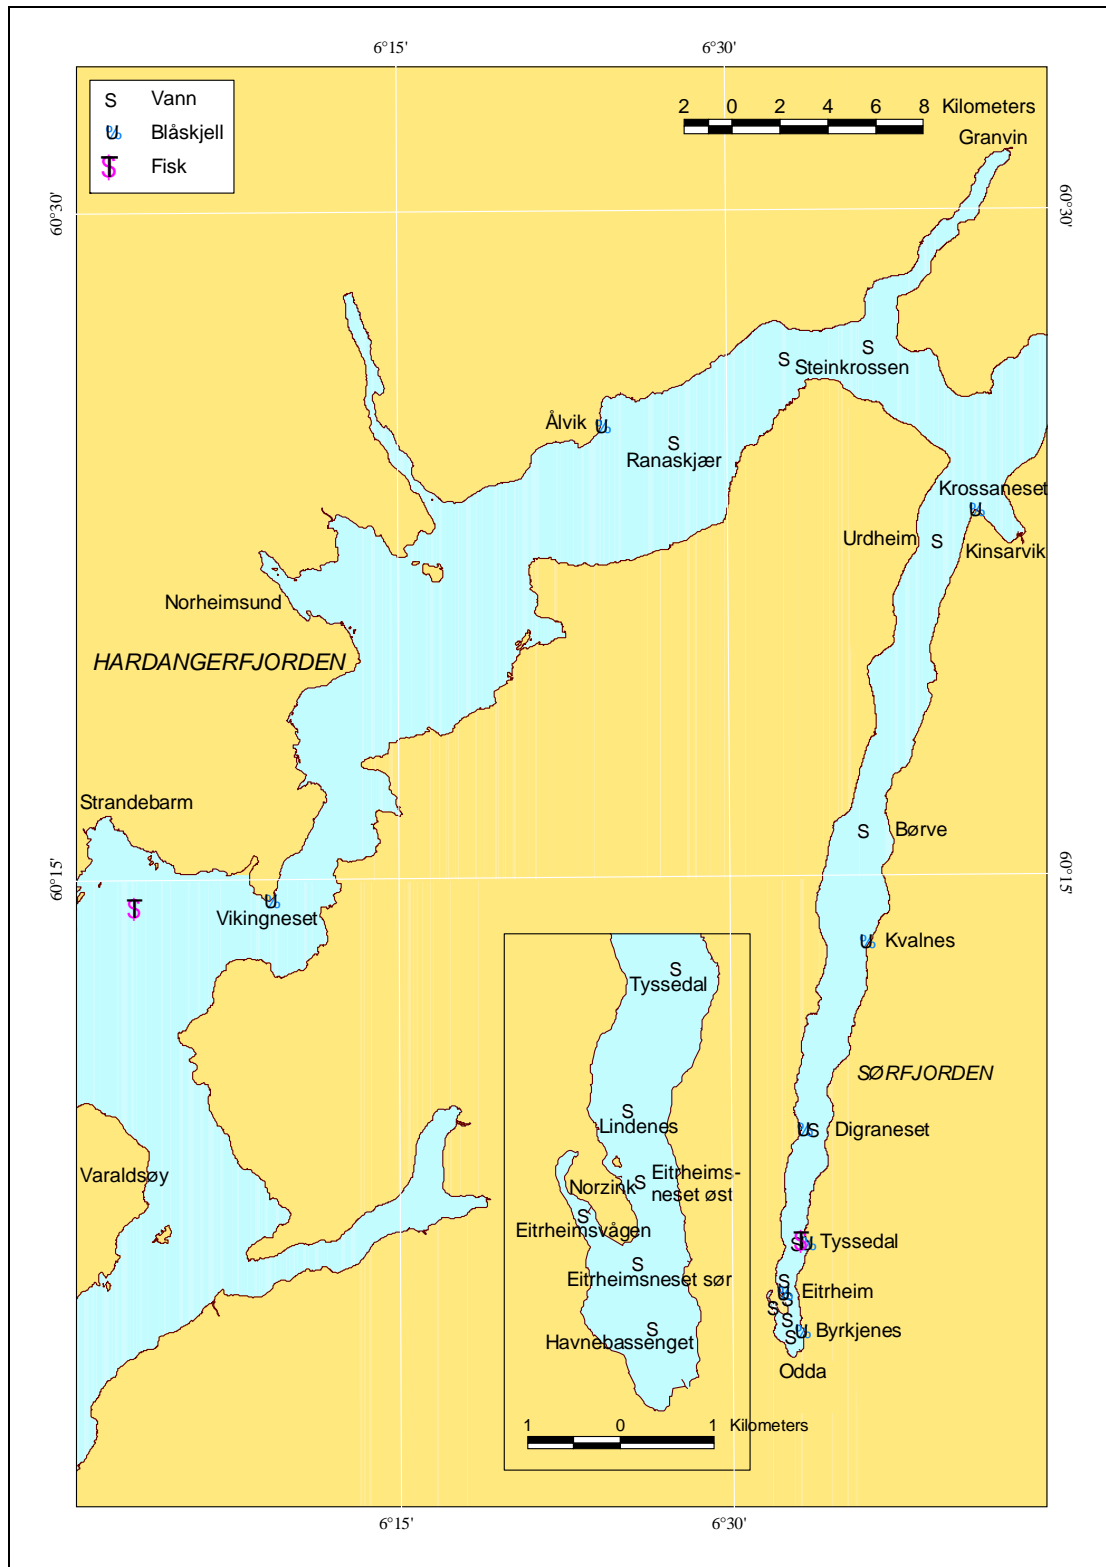 6°15'
6°30'
S Vann
U% Blåskjell
$T Fisk
2 0 2 4 6 8 Kilometers
Granvin
60°30'
60°30'
S
S
Steinkrossen
Ålvik U%
S
Ranaskjær
Krossaneset
U%
Urdheim S
Kinsarvik
Norheimsund
HARDANGERFJORDEN
Strandebarm
S Børve
60°15'
60°15'
$T
U%
Vikingneset
U% Kvalnes
S
Tyssedal
SØRFJORDEN
S
Lindenes
U% S Digraneset
Varaldsøy
S Eitrheims-
Norzink neset øst
S
Eitrheimsvågen
S $T U% Tyssedal
S
Eitrheimsneset sør
S
U% Eitrheim
S
S
S
Havnebassenget
S
U% Byrkjenes
S
Odda
1 0 1 Kilometers
6°15'
6°30'